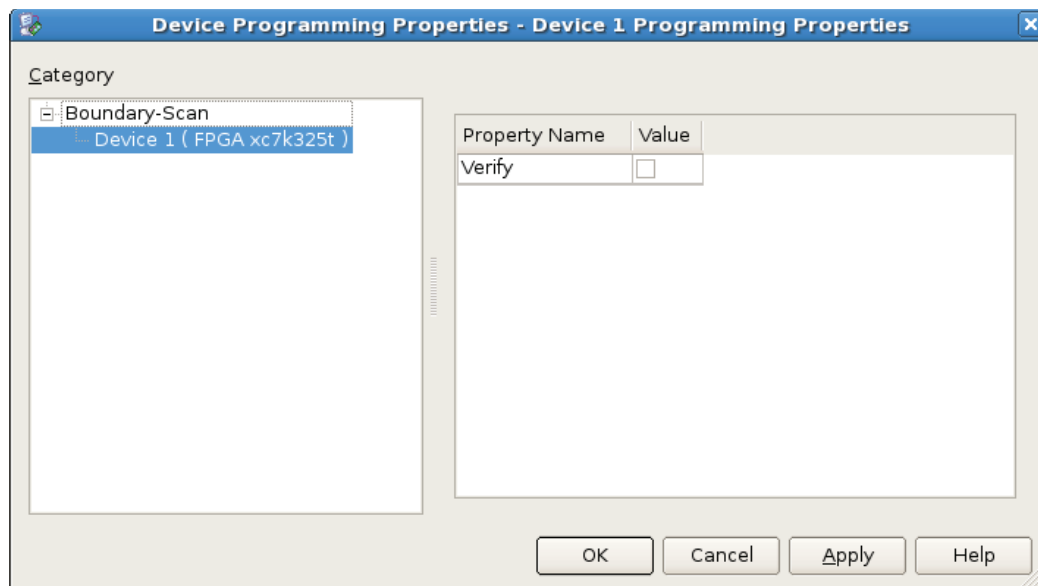 Device Programming Properties - Device 1 Programming Properties
Category
Boundary-Scan
Device 1 ( FPGA xc7k325t )
Property Name Value
Verify
OK Cancel Apply Help